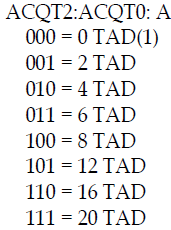 ACQT2:ACQT0: A
000 = 0 TAD(1)
001 = 2 TAD
010 = 4 TAD
011 = 6 TAD
100 = 8 TAD
101 = 12 TAD
110 = 16 TAD
111 = 20 TAD